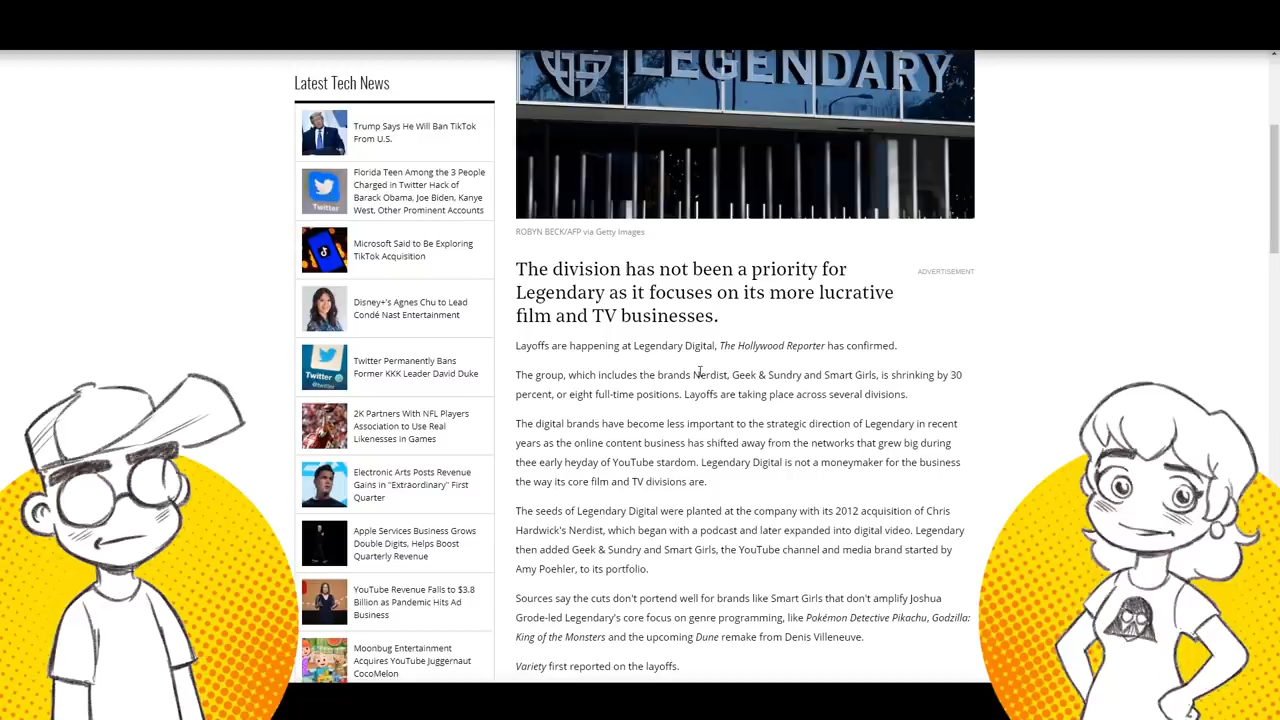 LEGENDARY
Latest Tech News
Trump Says He Will Ban TikTok
From U.S.
Florida Teen Among the 3 People
Charged in Twitter Hack of
Barack Obama, Joe Biden, Kanye
West, Other Prominent Accounts
Twitter
Microsoft Said to Be Exploring
TikTok Acquisition
Disney+'s Agnes Chu to Lead
Condé Nast Entertainment
Twitter Permanently Bans
Former KKK Leader David Duke
Twitter
@twitter
2K Partners With NFL Players
Association to Use Real
Likenesses in Games
Electronic Arts Posts Revenue
Gains in "Extraordinary" First
Quarter
Apple Services Business Grows
Double Digits, Helps Boost
Quarterly Revenue
YouTube Revenue Falls to $3.8
Billion as Pandemic Hits Ad
Business
Moonbug Entertainment
Acquires YouTube Juggernaut
CocoMelon
ROBYN BECK/AFP via Getty Images
ADVERTISEMENT
The division has not been a priority for
Legendary as it focuses on its more lucrative
film and TV businesses.
Layoffs are happening at Legendary Digital, The Hollywood Reporter has confirmed.
The group, which includes the brands Nerdist, Geek & Sundry and Smart Girls, is shrinking by 30
percent, or eight full-time positions. Layoffs are taking place across several divisions.
The digital brands have become less important to the strategic direction of Legendary in recent
years as the online content business has shifted away from the networks that grew big during
thee early heyday of YouTube stardom. Legendary Digital is not a moneymaker for the business
the way its core film and TV divisions are.
The seeds of Legendary Digital were planted at the company with its 2012 acquisition of Chris
Hardwick's Nerdist, which began with a podcast and later expanded into digital video. Legendary
then added Geek & Sundry and Smart Girls, the YouTube channel and media brand started by
Amy Poehler, to its portfolio.
Sources say the cuts don't portend well for brands like Smart Girls that don't amplify Joshua
Grode-led Legendary's core focus on genre programming, like Pokémon Detective Pikachu, Godzilla:
King of the Monsters and the upcoming Dune remake from Denis Villeneuve.
Variety first reported on the layoffs.